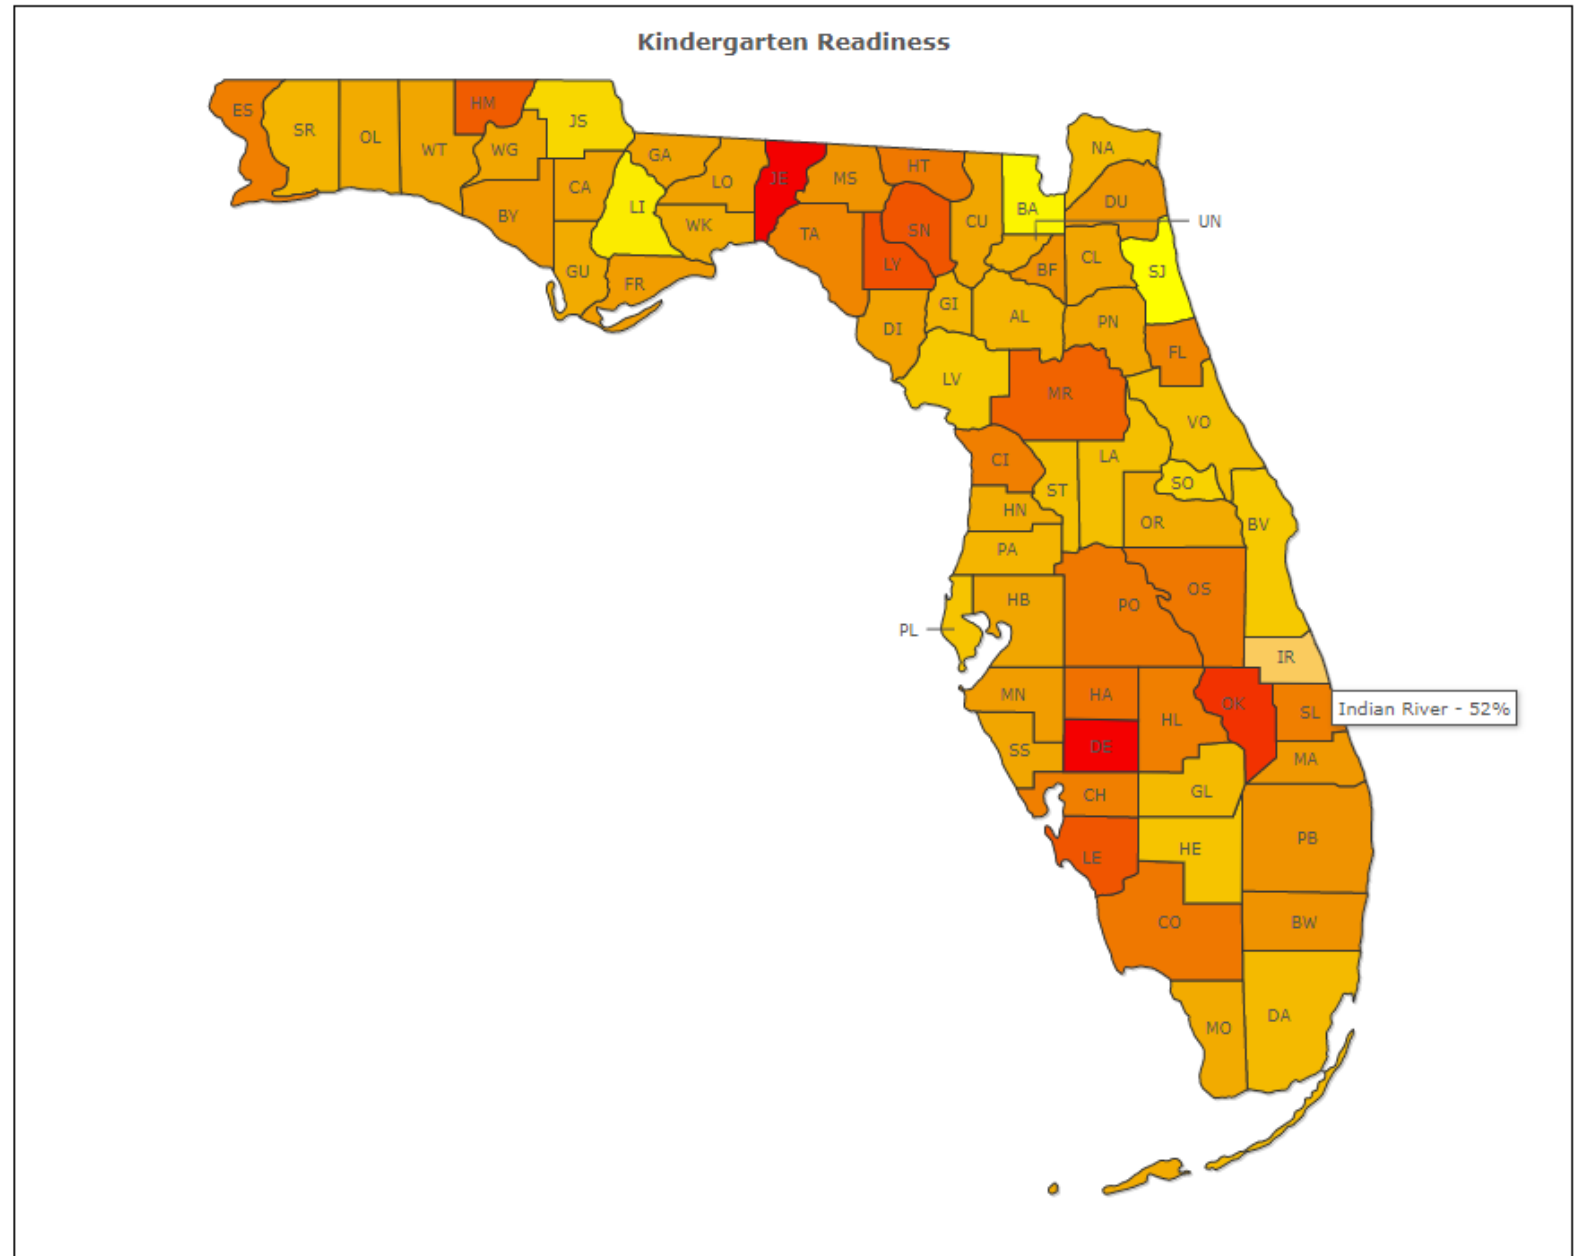 Kindergarten Readiness
ES
SR
OL
WT
HM
WG
JS
BY
CA
GU
LI
GA
LO
WK
FR
JE
MS
TA
HT
SN
LY
CU
BA
NA
DU
UN
BF
CL
SJ
DI
GI
AL
PN
FL
LV
MR
VO
CI
ST
LA
SO
HN
OR
BV
PA
PL
HB
PO
OS
IR
Indian River - 52%
MN
HA
HL
OK
SL
SS
DE
MA
CH
GL
LE
HE
PB
CO
BW
MO
DA